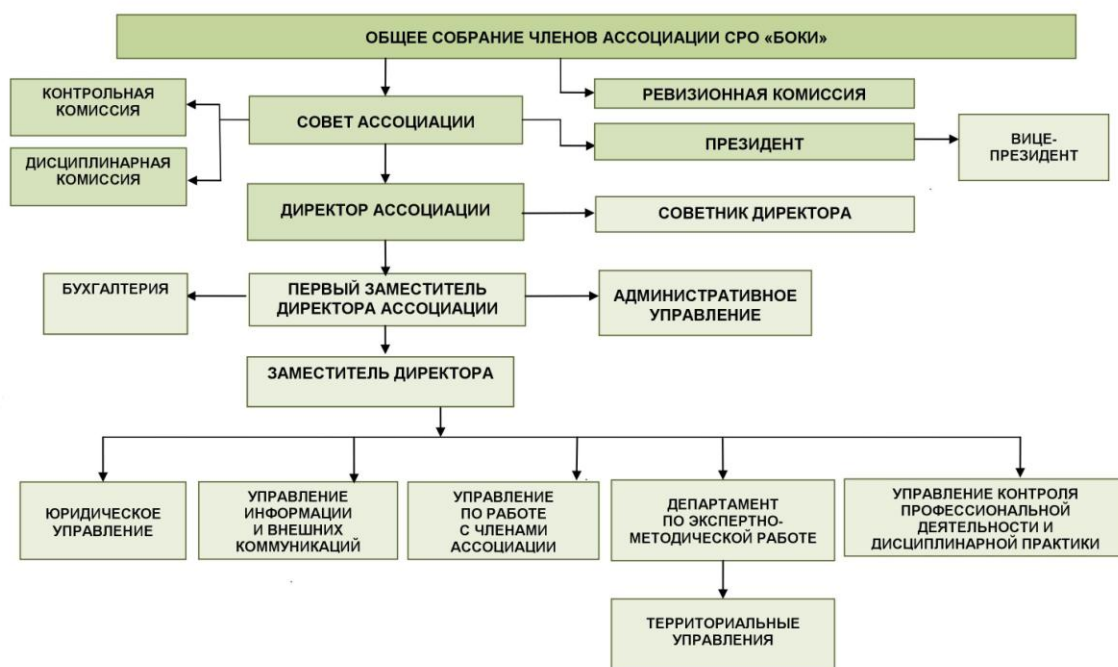 ОБЩЕЕ СОБРАНИЕ ЧЛЕНОВ АССОЦИАЦИИ СРО «БОКИ»
КОНТРОЛЬНАЯ
КОМИССИЯ
РЕВИЗИОННАЯ КОМИССИЯ
СОВЕТ АССОЦИАЦИИ
ПРЕЗИДЕНТ
ВИЦЕ-
ПРЕЗИДЕНТ
ДИСЦИПЛИНАРНАЯ
КОМИССИЯ
ДИРЕКТОР АССОЦИАЦИИ
СОВЕТНИК ДИРЕКТОРА
БУХГАЛТЕРИЯ
ПЕРВЫЙ ЗАМЕСТИТЕЛЬ
ДИРЕКТОРА АССОЦИАЦИИ
АДМИНИСТРАТИВНОЕ
УПРАВЛЕНИЕ
ЗАМЕСТИТЕЛЬ ДИРЕКТОРА
ЮРИДИЧЕСКОЕ
УПРАВЛЕНИЕ
УПРАВЛЕНИЕ
ИНФОРМАЦИИ
И ВНЕШНИХ
КОММУНИКАЦИЙ
УПРАВЛЕНИЕ
ПО РАБОТЕ
С ЧЛЕНАМИ
АССОЦИАЦИИ
ДЕПАРТАМЕНТ
ПО ЭКСПЕРТНО-
МЕТОДИЧЕСКОЙ РАБОТЕ
УПРАВЛЕНИЕ КОНТРОЛЯ
ПРОФЕССИОНАЛЬНОЙ
ДЕЯТЕЛЬНОСТИ И
ДИСЦИПЛИНАРНОЙ ПРАКТИКИ
ТЕРРИТОРИАЛЬНЫЕ
УПРАВЛЕНИЯ